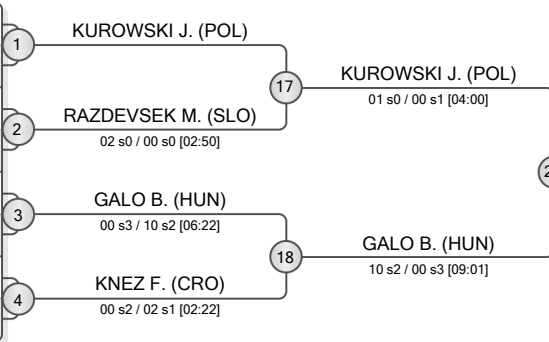 KUROWSKI J. (POL)
1
17
KUROWSKI J. (POL)
01 s0 / 00 s1 [04:00]
RAZDEVSEK M. (SLO)
2
02 s0 / 00 s0 [02:50]
GALO B. (HUN)
3
00 s3 / 10 s2 [06:22]
18
GALO B. (HUN)
10 s2 / 00 s3 [09:01]
KNEZ F. (CRO)
4
00 s2 / 02 s1 [02:22]